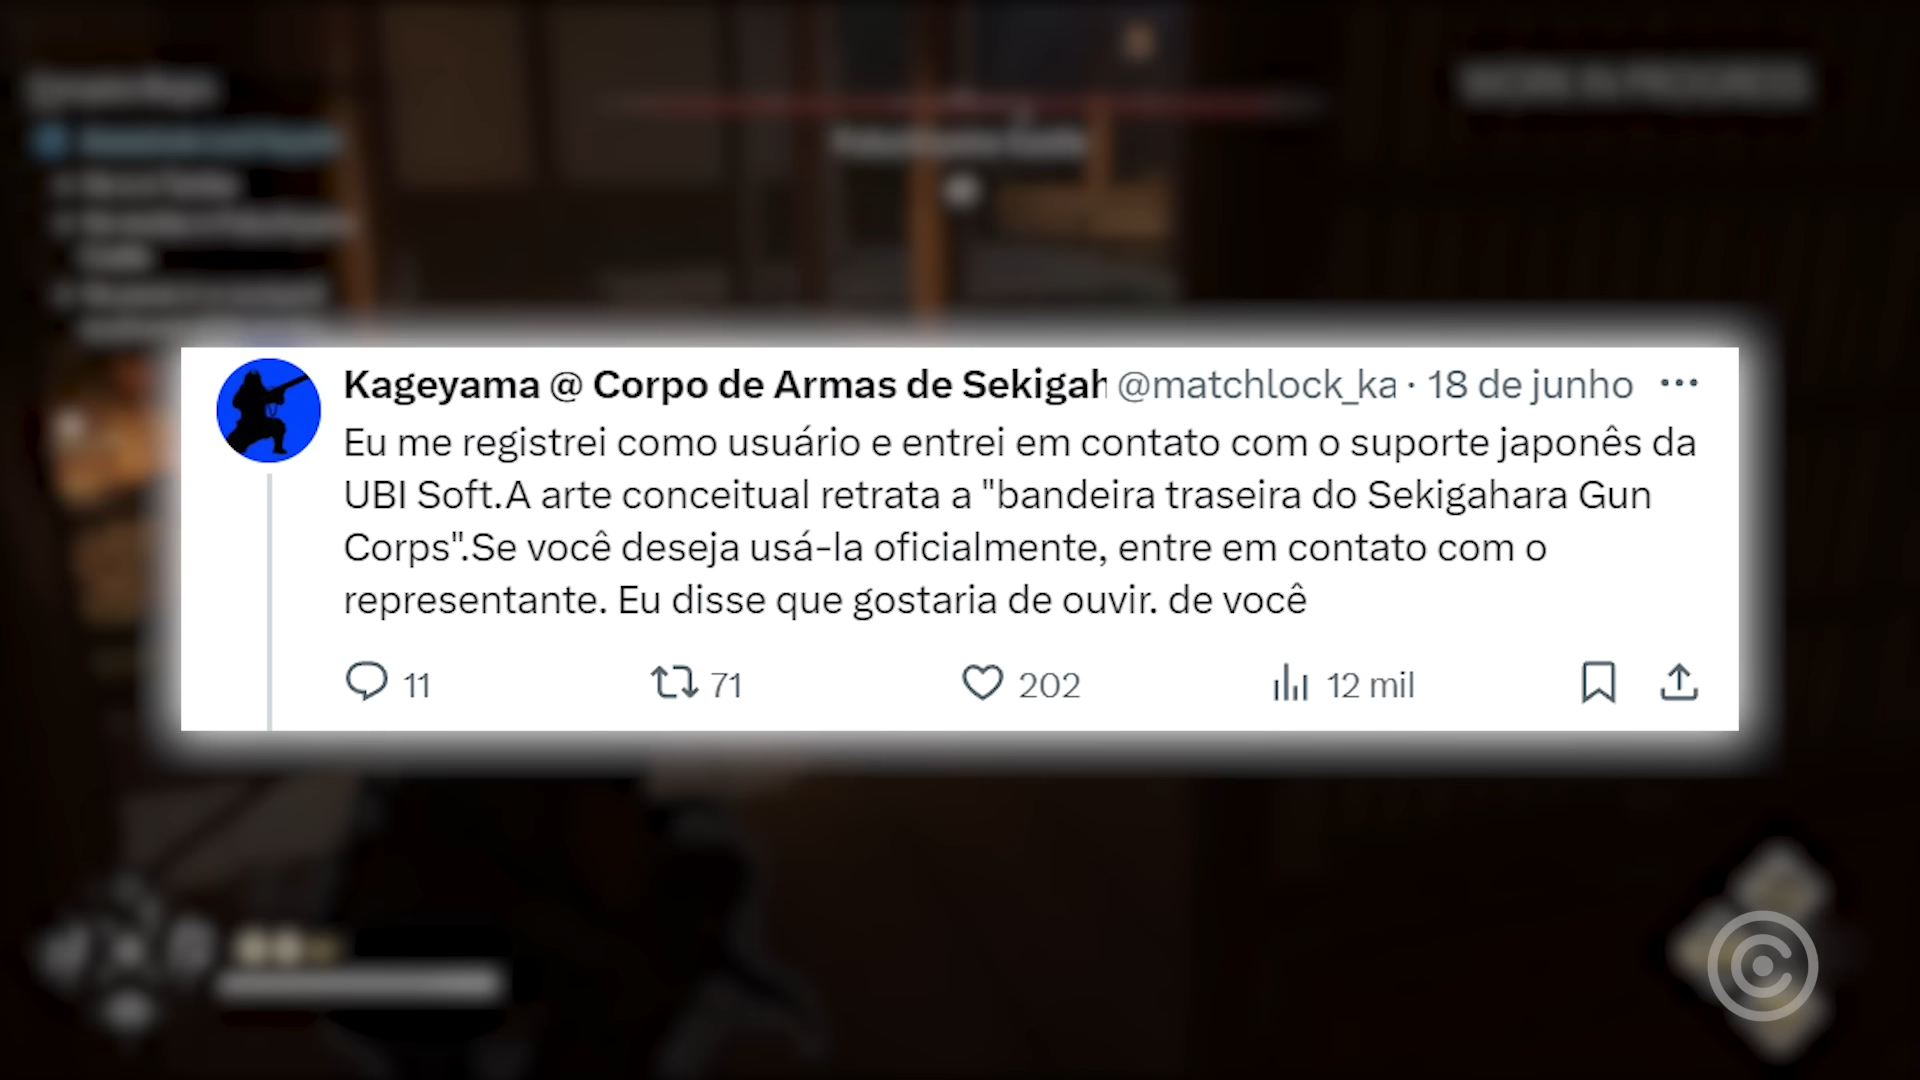 WORK IN PROGRESS
Kageyama @ Corpo de Armas de Sekigah @matchlock_ka · 18 de junho
Eu me registrei como usuário e entrei em contato com o suporte japonês da
UBI Soft.A arte conceitual retrata a "bandeira traseira do Sekigahara Gun
Corps".Se você deseja usá-la oficialmente, entre em contato com o
representante. Eu disse que gostaria de ouvir. de você
11 71 202 12 mil